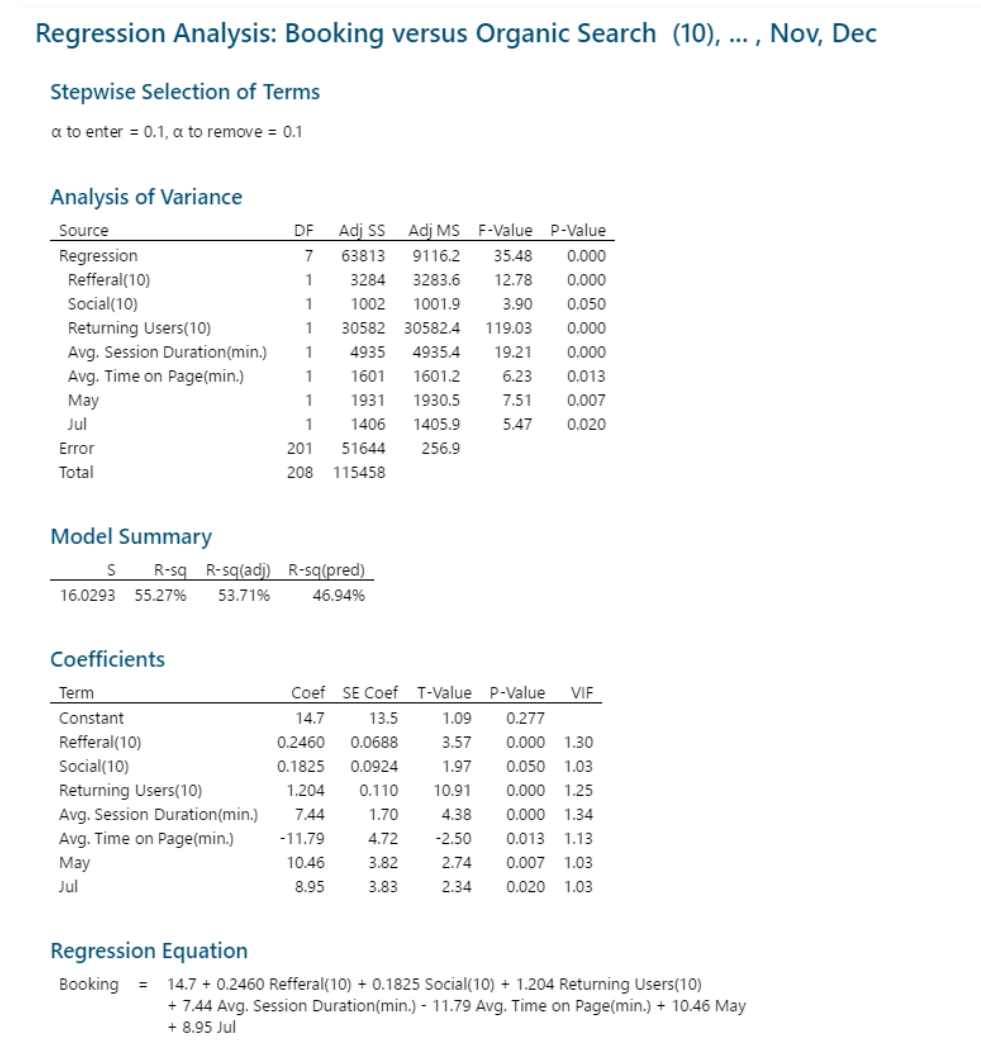 Regression Analysis: Booking versus Organic Search (10), ... , Nov, Dec
Stepwise Selection of Terms
α to enter = 0.1, α to remove = 0.1
Analysis of Variance
Source DF Adj SS Adj MS F-Value P-Value
Regression 7 63813 9116.2 35.48 0.000
Refferal(10) 1 3284 3283.6 12.78 0.000
Social(10) 1 1002 1001.9 3.90 0.050
Returning Users(10) 1 30582 30582.4 119.03 0.000
Avg. Session Duration(min.) 1 4935 4935.4 19.21 0.000
Avg. Time on Page(min.) 1 1601 1601.2 6.23 0.013
May 1 1931 1930.5 7.51 0.007
Jul 1 1406 1405.9 5.47 0.020
Error 201 51644 256.9
Total 208 115458
Model Summary
S R-sq R-sq(adj) R-sq(pred)
16.0293 55.27% 53.71% 46.94%
Coefficients
Term Coef SE Coef T-Value P-Value VIF
Constant 14.7 13.5 1.09 0.277
Refferal(10) 0.2460 0.0688 3.57 0.000 1.30
Social(10) 0.1825 0.0924 1.97 0.050 1.03
Returning Users(10) 1.204 0.110 10.91 0.000 1.25
Avg. Session Duration(min.) 7.44 1.70 4.38 0.000 1.34
Avg. Time on Page(min.) -11.79 4.72 -2.50 0.013 1.13
May 10.46 3.82 2.74 0.007 1.03
Jul 8.95 3.83 2.34 0.020 1.03
Regression Equation
Booking = 14.7 + 0.2460 Refferal(10) + 0.1825 Social(10) + 1.204 Returning Users(10)
+ 7.44 Avg. Session Duration(min.) - 11.79 Avg. Time on Page(min.) + 10.46 May
+ 8.95 Jul